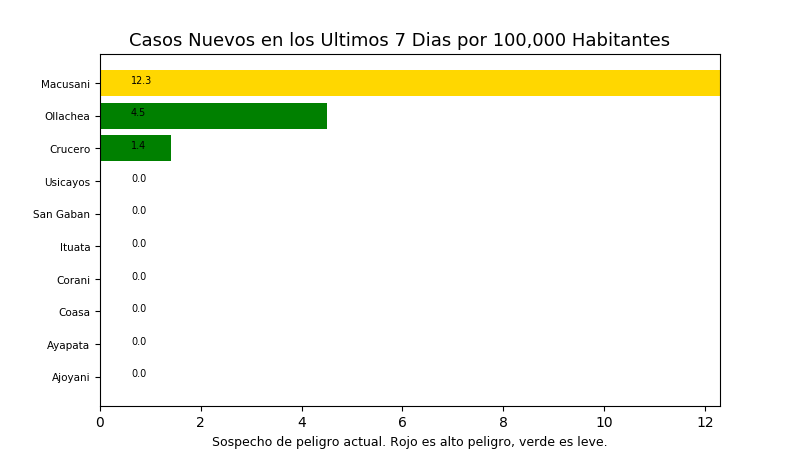 Casos Nuevos en los Ultimos 7 Dias por 100,000 Habitantes
Macusani 12.3
Ollachea 4.5
Crucero 1.4
Usicayos 0.0
San Gaban 0.0
Ituata 0.0
Corani 0.0
Coasa 0.0
Ayapata 0.0
Ajoyani 0.0
0 2 4 6 8 10 12
Sospecho de peligro actual. Rojo es alto peligro, verde es leve.